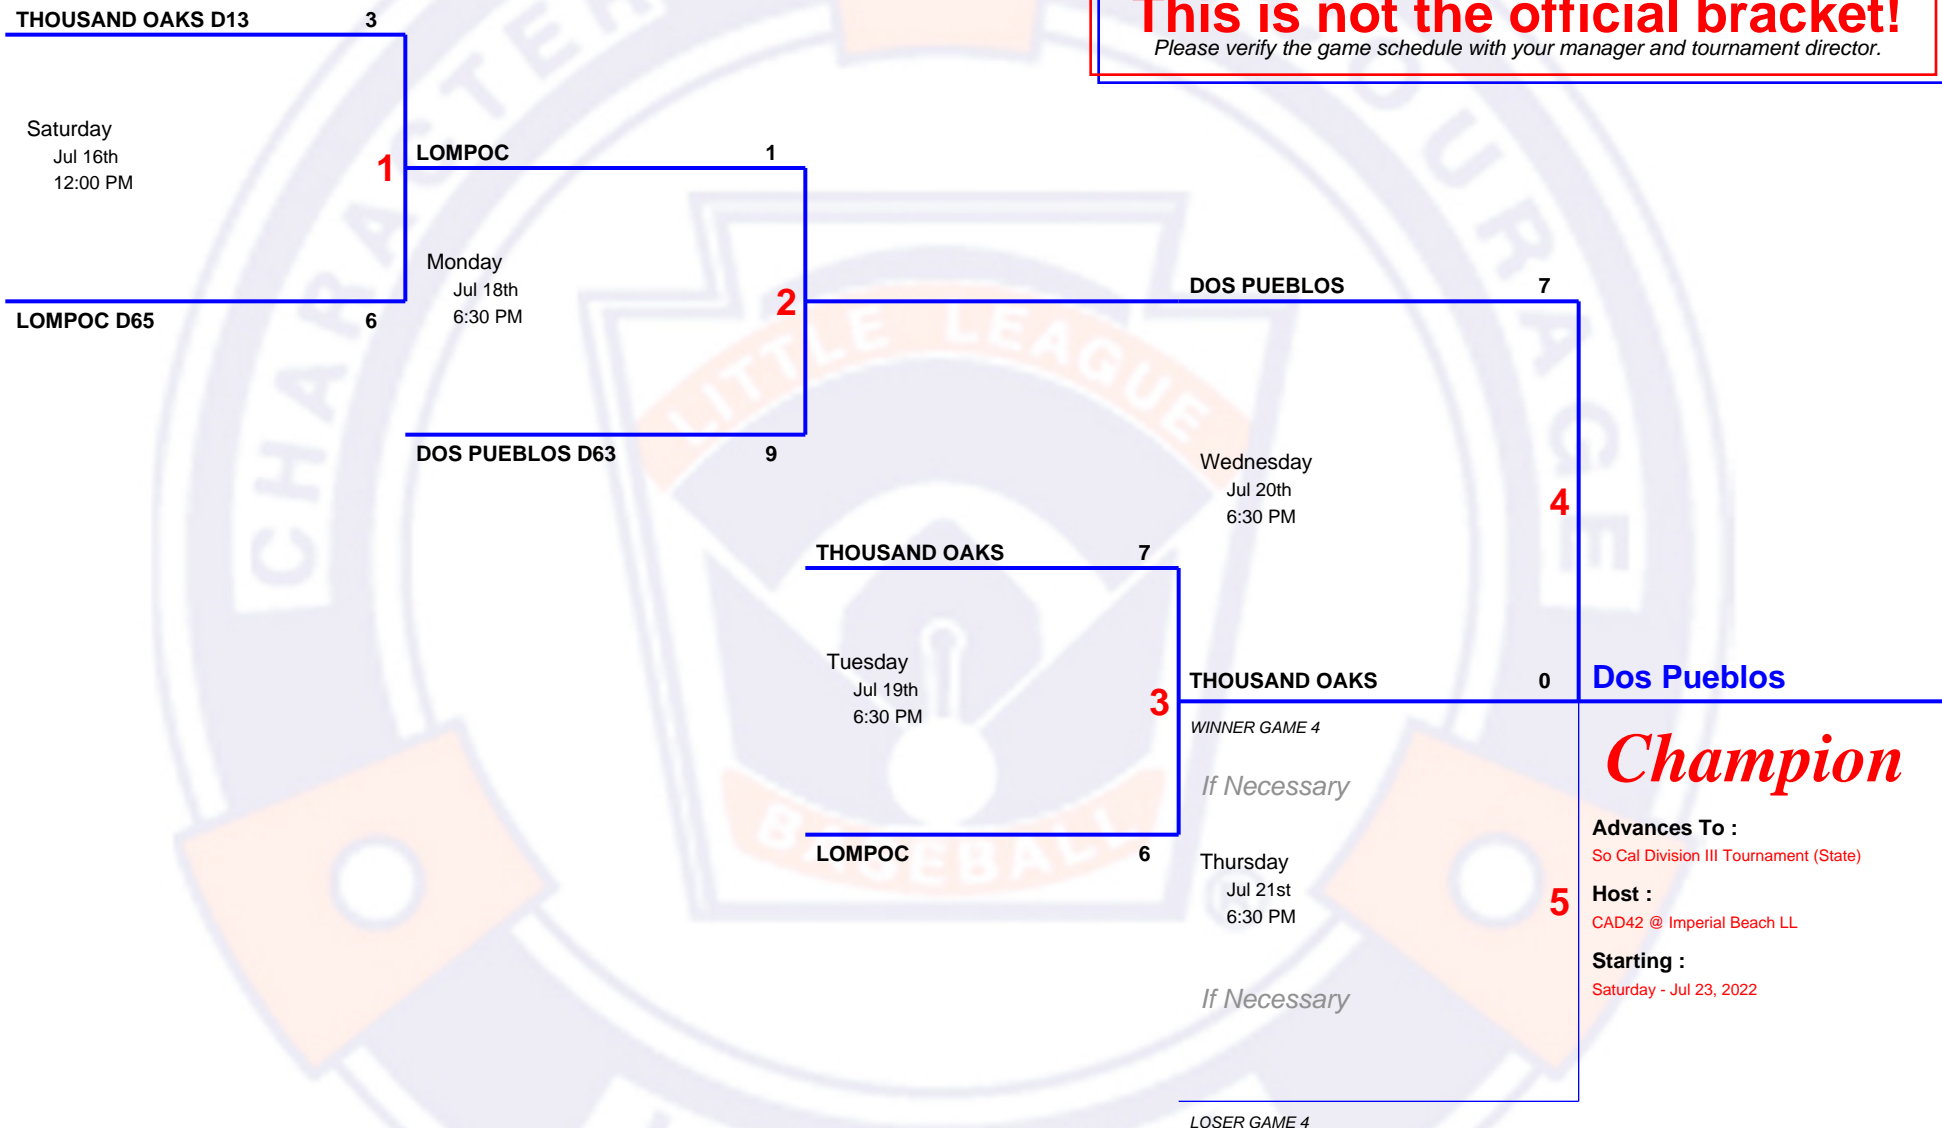 This is not the official bracket!
Please verify the game schedule with your manager and tournament director.
THOUSAND OAKS D13 3
Saturday
Jul 16th
12:00 PM
1
LOMPOC D65 6
LOMPOC 1
Monday
Jul 18th
6:30 PM
2
DOS PUEBLOS D63 9
DOS PUEBLOS 7
Wednesday
Jul 20th
6:30 PM
4
THOUSAND OAKS 7
Tuesday
Jul 19th
6:30 PM
3
LOMPOC 6
THOUSAND OAKS 0
WINNER GAME 4
If Necessary
Thursday
Jul 21st
6:30 PM
5
If Necessary
LOSER GAME 4
Dos Pueblos
Champion
Advances To :
So Cal Division III Tournament (State)
Host :
CAD42 @ Imperial Beach LL
Starting :
Saturday - Jul 23, 2022
CHARACTER
COURAGE
LITTLE LEAGUE
BASEBALL
®